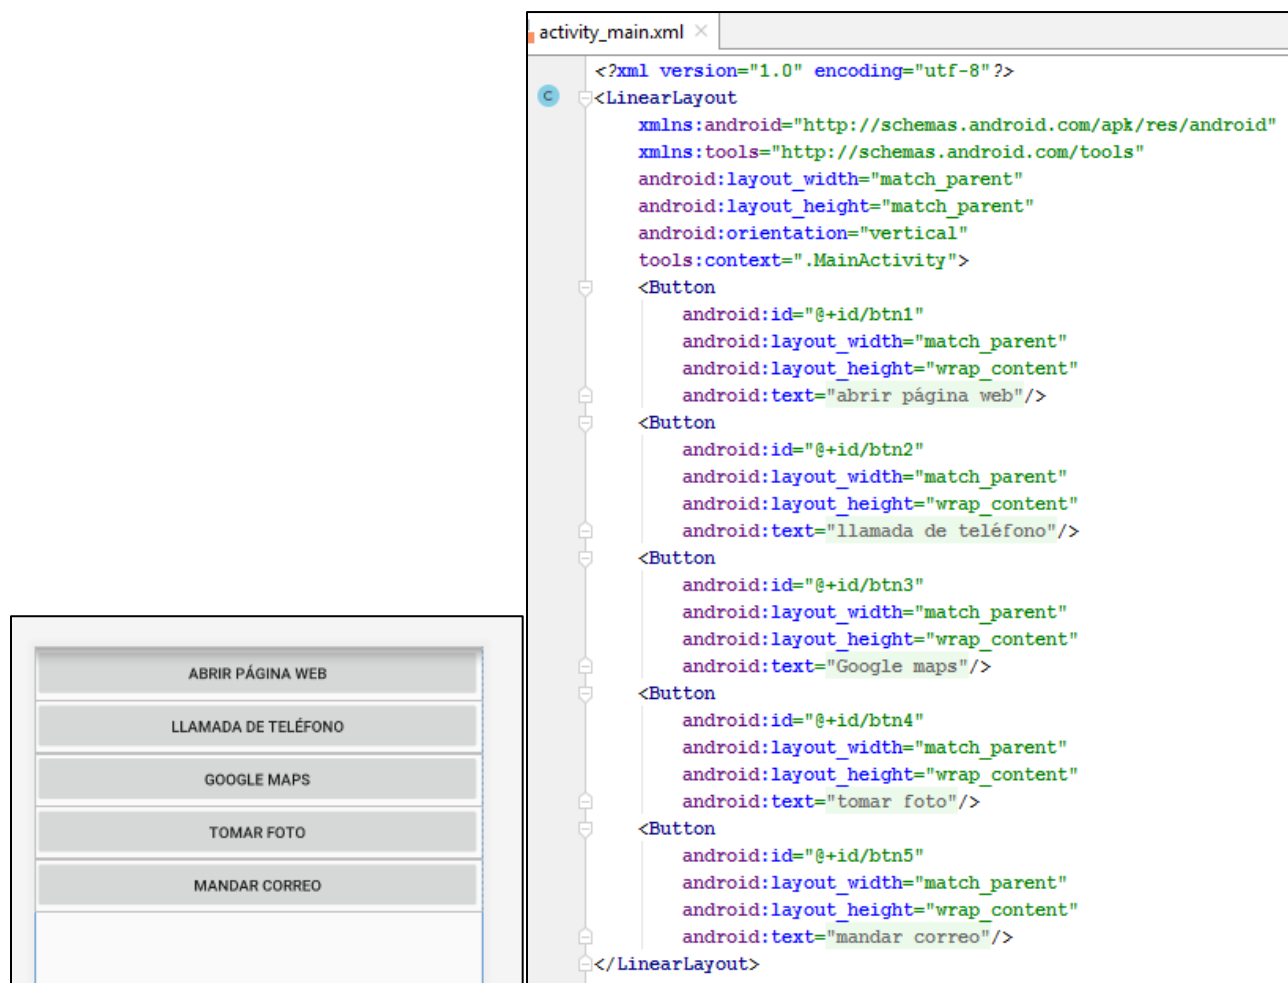 activity_main.xml
<?xml version="1.0" encoding="utf-8"?>
C
<LinearLayout
xmlns:android="http://schemas.android.com/apk/res/android"
xmlns:tools="http://schemas.android.com/tools"
android:layout_width="match_parent"
android:layout_height="match_parent"
android:orientation="vertical"
tools:context=".MainActivity">
<Button
android:id="@+id/btn1"
android:layout_width="match_parent"
android:layout_height="wrap_content"
android:text="abrir página web"/>
<Button
android:id="@+id/btn2"
android:layout_width="match_parent"
android:layout_height="wrap_content"
android:text="llamada de teléfono"/>
<Button
android:id="@+id/btn3"
android:layout_width="match_parent"
android:layout_height="wrap_content"
android:text="Google maps"/>
<Button
android:id="@+id/btn4"
android:layout_width="match_parent"
android:layout_height="wrap_content"
android:text="tomar foto"/>
<Button
android:id="@+id/btn5"
android:layout_width="match_parent"
android:layout_height="wrap_content"
android:text="mandar correo"/>
</LinearLayout>
ABRIR PÁGINA WEB
LLAMADA DE TELÉFONO
GOOGLE MAPS
TOMAR FOTO
MANDAR CORREO